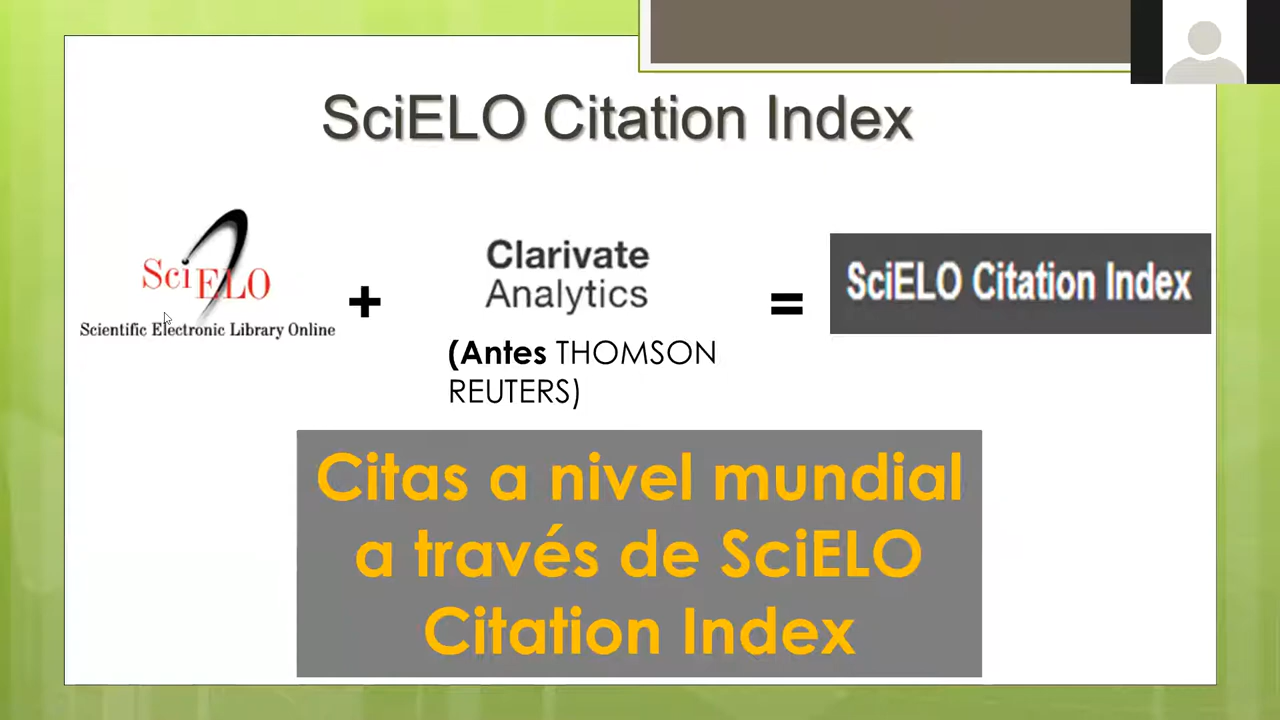 SciELO Citation Index
SciELO
Scientific Electronic Library Online
+
Clarivate
Analytics
(Antes THOMSON
REUTERS)
=
SciELO Citation Index
Citas a nivel mundial
a través de SciELO
Citation Index